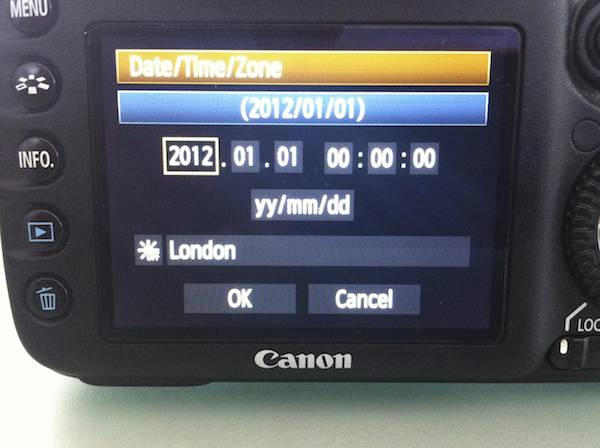 MENU
Date/Time/Zone
(2012/01/01)
INFO.
2012.01.01 00:00:00
yy/mm/dd
London
OK Cancel
Canon
LOC